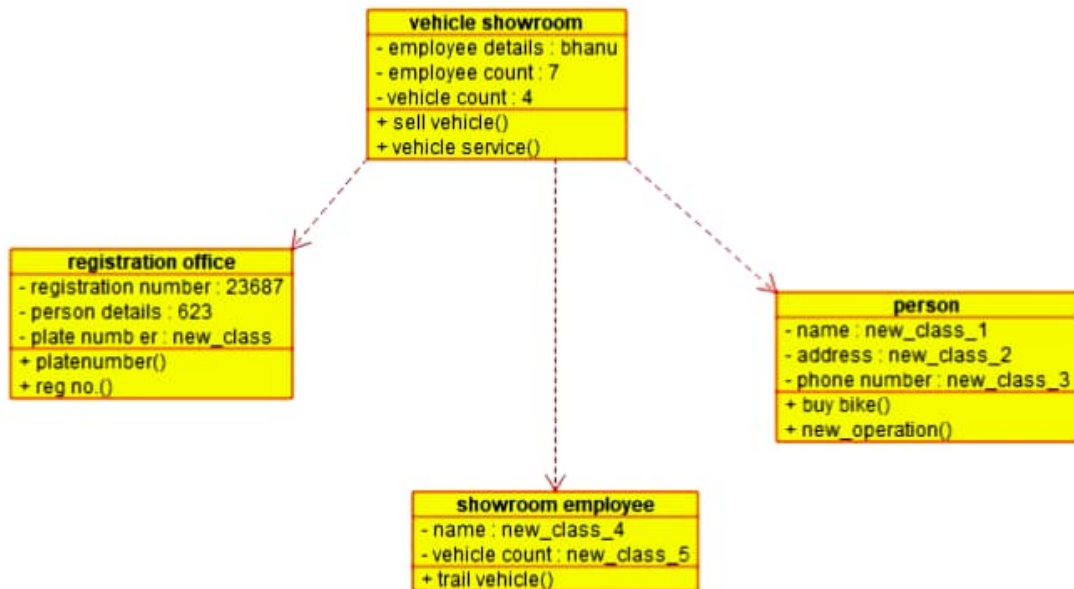 vehicle showroom
- employee details : bhanu
- employee count : 7
- vehicle count : 4
+ sell vehicle()
+ vehicle service()
registration office
- registration number : 23687
- person details : 623
- plate numb er : new_class
+ platenumber()
+ reg no.()
person
- name : new_class_1
- address : new_class_2
- phone number : new_class_3
+ buy bike()
+ new_operation()
showroom employee
- name : new_class_4
- vehicle count : new_class_5
+ trail vehicle()